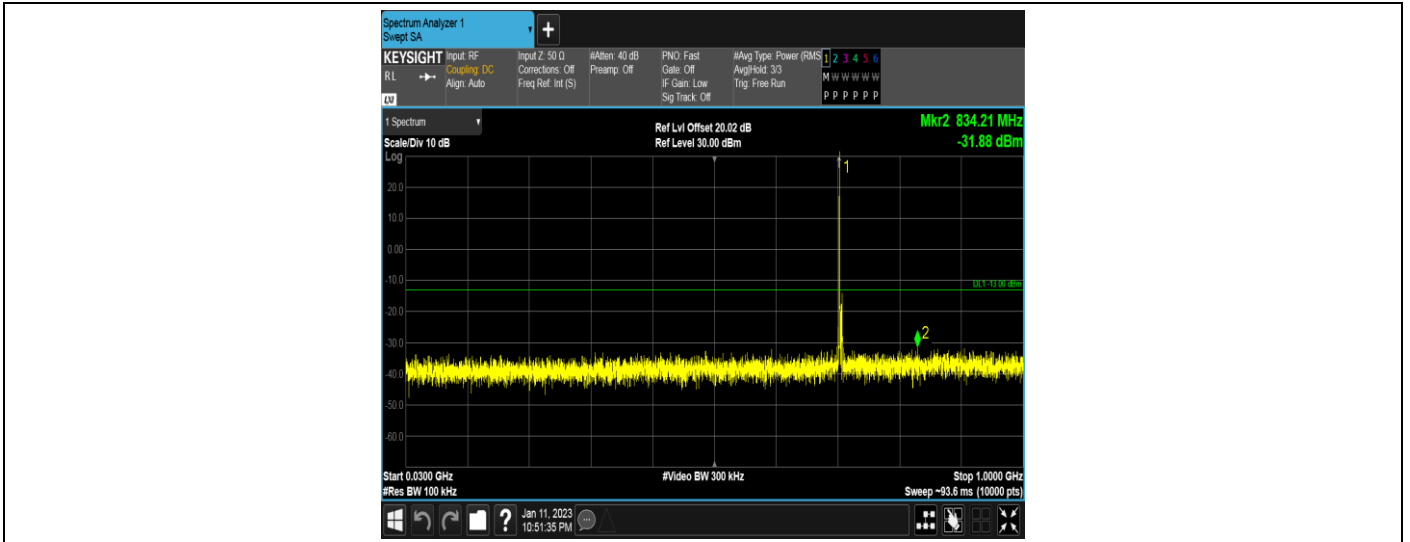 Spectrum Analyzer 1
Swept SA
+
KEYSIGHT Input: RF Input Z: 50 Ω #Atten: 40 dB PNO: Fast #Avg Type: Power (RMS 1 2 3 4 5 6
RL Coupling: DC Corrections: Off Preamp: Off Gate: Off Avg|Hold: 3/3 M W W W W W
Align: Auto Freq Ref: Int (S) IF Gain: Low Trig: Free Run
LXI Sig Track: Off P P P P P P
1 Spectrum Ref Lvl Offset 20.02 dB Mkr2 834.21 MHz
Scale/Div 10 dB Ref Level 30.00 dBm -31.88 dBm
Log
1
20.0
10.0
0.00
-10.0
DL1 -13.00 dBm
-20.0
-30.0
2
-40.0
-50.0
-60.0
Start 0.0300 GHz #Video BW 300 kHz Stop 1.0000 GHz
#Res BW 100 kHz Sweep ~93.6 ms (10000 pts)
? Jan 11, 2023
10:51:35 PM